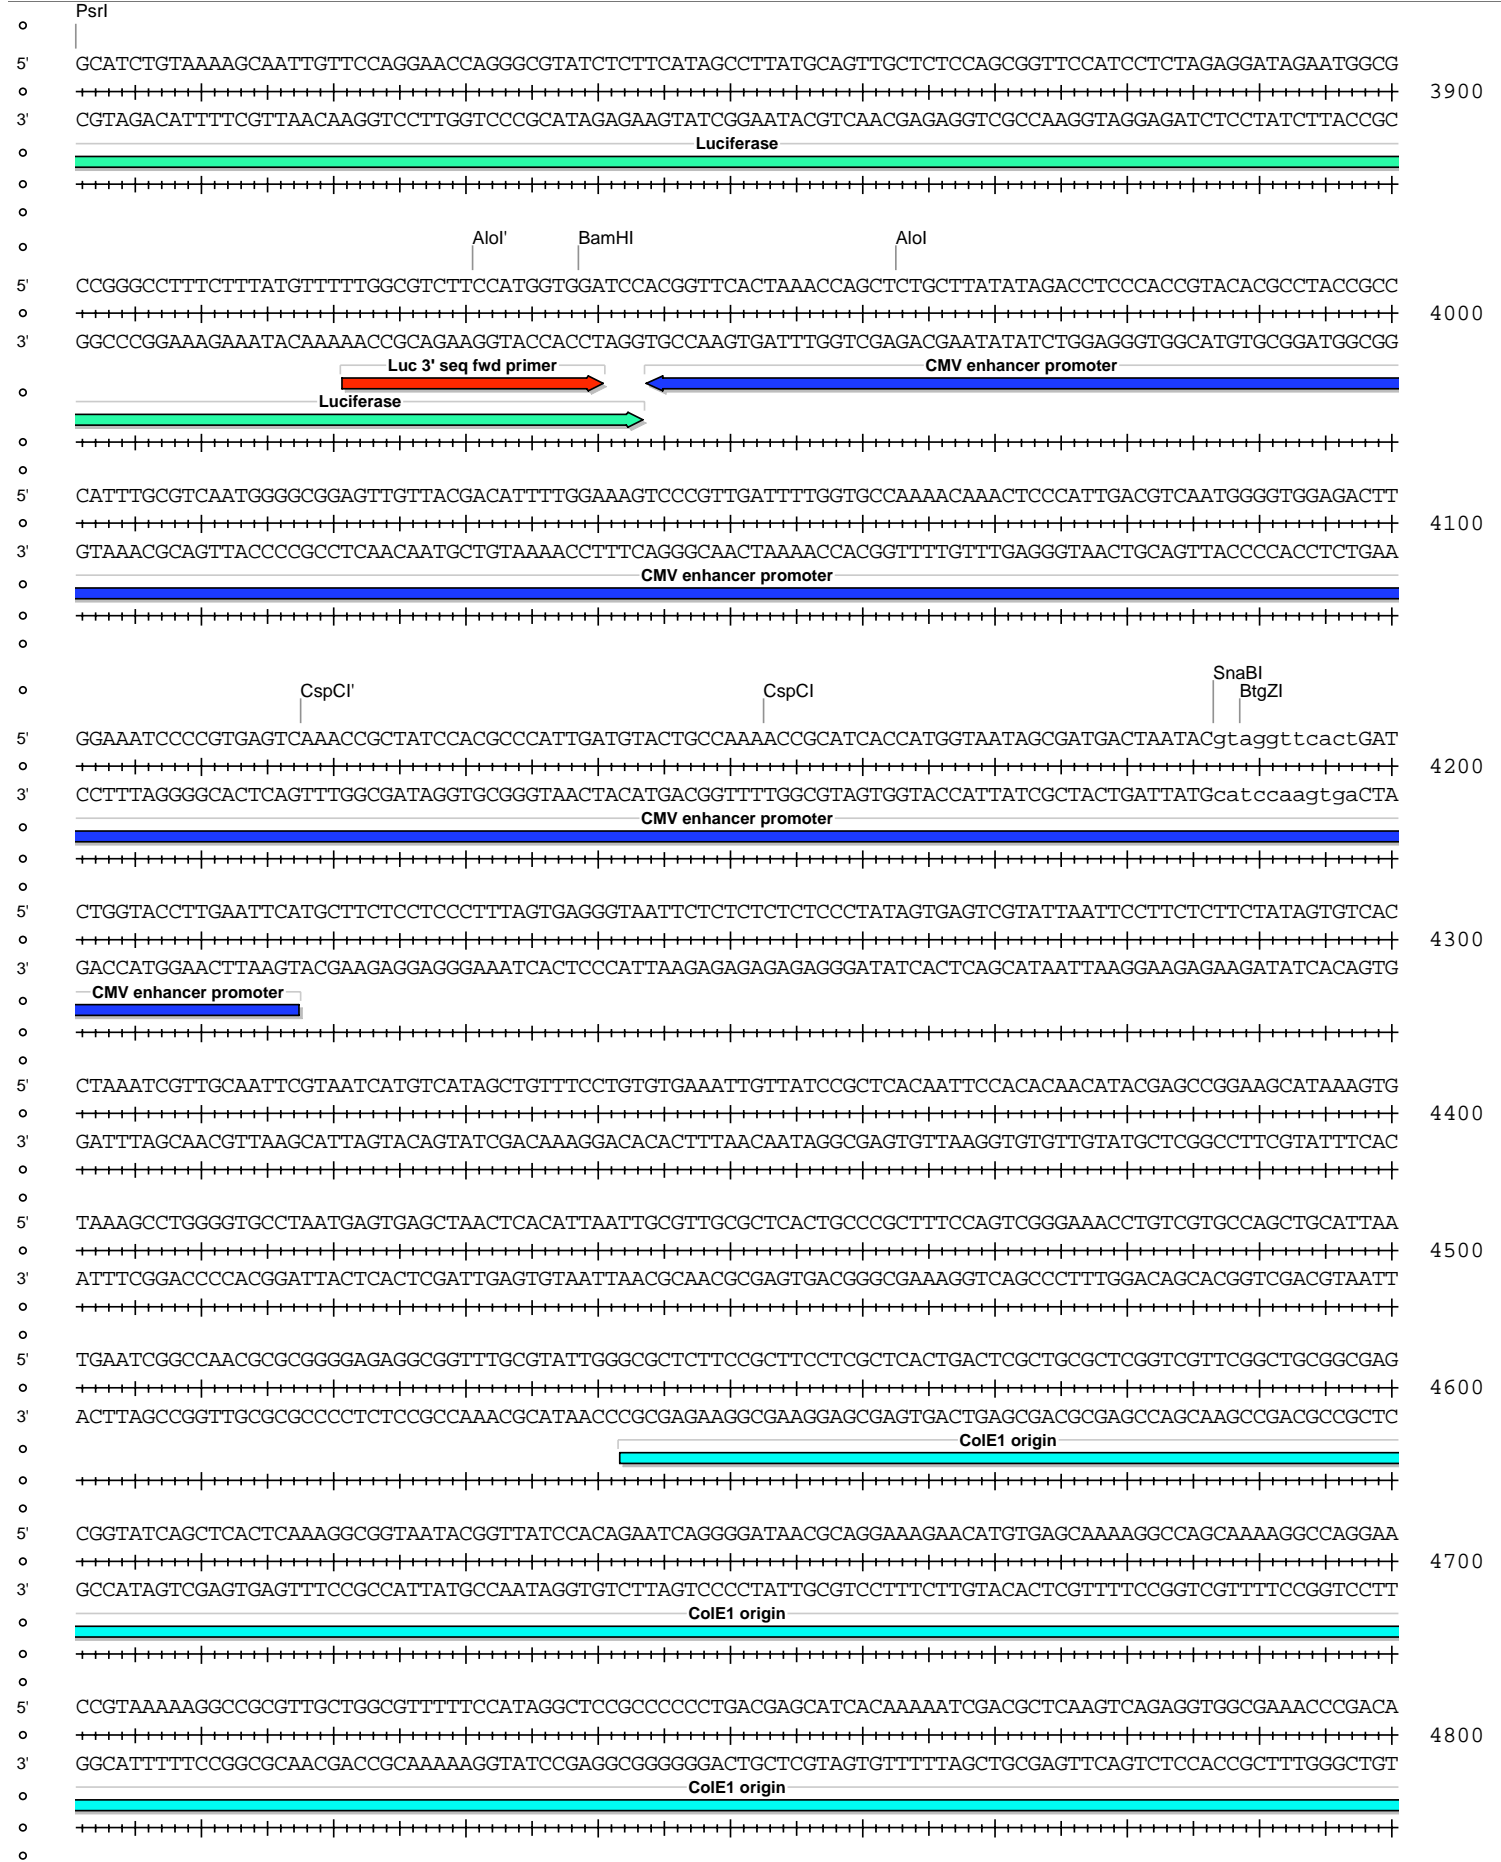 PsrI
5' GCATCTGTAAAAGCAATTGTTCCAGGAACCAGGGCGTATCTCTTCATAGCCTTATGCAGTTGCTCTCCAGCGGTTCCATCCTCTAGAGGATAGAATGGCG
3900
3' CGTAGACATTTTCGTTAACAAGGTCCTTGGTCCCGCATAGAGAAGTATCGGAATACGTCAACGAGAGGTCGCCAAGGTAGGAGATCTCCTATCTTACCGC
Luciferase
AloI' BamHI AloI
5' CCGGGCCTTTCTTTATGTTTTTGGCGTCTTCCATGGTGGATCCACGGTTCACTAAACCAGCTCTGCTTATATAGACCTCCCACCGTACACGCCTACCGCC
4000
3' GGCCCGGAAAGAAATACAAAAACCGCAGAAGGTACCACCTAGGTGCCAAGTGATTTGGTCGAGACGAATATATCTGGAGGGTGGCATGTGCGGATGGCGG
Luc 3' seq fwd primer CMV enhancer promoter
Luciferase
5' CATTTGCGTCAATGGGGCGGAGTTGTTACGACATTTTGGAAAGTCCCGTTGATTTTGGTGCCAAAACAAACTCCCATTGACGTCAATGGGGTGGAGACTT
4100
3' GTAAACGCAGTTACCCCGCCTCAACAATGCTGTAAAACCTTTCAGGGCAACTAAAACCACGGTTTTGTTTGAGGGTAACTGCAGTTACCCCACCTCTGAA
CMV enhancer promoter
SnaBI
CspCI' CspCI BtgZI
5' GGAAATCCCCGTGAGTCAAACCGCTATCCACGCCCATTGATGTACTGCCAAAACCGCATCACCATGGTAATAGCGATGACTAATACgtaggttcactGAT
4200
3' CCTTTAGGGGCACTCAGTTTGGCGATAGGTGCGGGTAACTACATGACGGTTTTGGCGTAGTGGTACCATTATCGCTACTGATTATGcatccaagtgaCTA
CMV enhancer promoter
5' CTGGTACCTTGAATTCATGCTTCTCCTCCCTTTAGTGAGGGTAATTCTCTCTCTCTCCCTATAGTGAGTCGTATTAATTCCTTCTCTTCTATAGTGTCAC
4300
3' GACCATGGAACTTAAGTACGAAGAGGAGGGAAATCACTCCCATTAAGAGAGAGAGAGGGATATCACTCAGCATAATTAAGGAAGAGAAGATATCACAGTG
CMV enhancer promoter
5' CTAAATCGTTGCAATTCGTAATCATGTCATAGCTGTTTCCTGTGTGAAATTGTTATCCGCTCACAATTCCACACAACATACGAGCCGGAAGCATAAAGTG
4400
3' GATTTAGCAACGTTAAGCATTAGTACAGTATCGACAAAGGACACACTTTAACAATAGGCGAGTGTTAAGGTGTGTTGTATGCTCGGCCTTCGTATTTCAC
5' TAAAGCCTGGGGTGCCTAATGAGTGAGCTAACTCACATTAATTGCGTTGCGCTCACTGCCCGCTTTCCAGTCGGGAAACCTGTCGTGCCAGCTGCATTAA
4500
3' ATTTCGGACCCCACGGATTACTCACTCGATTGAGTGTAATTAACGCAACGCGAGTGACGGGCGAAAGGTCAGCCCTTTGGACAGCACGGTCGACGTAATT
5' TGAATCGGCCAACGCGCGGGGAGAGGCGGTTTGCGTATTGGGCGCTCTTCCGCTTCCTCGCTCACTGACTCGCTGCGCTCGGTCGTTCGGCTGCGGCGAG
4600
3' ACTTAGCCGGTTGCGCGCCCCTCTCCGCCAAACGCATAACCCGCGAGAAGGCGAAGGAGCGAGTGACTGAGCGACGCGAGCCAGCAAGCCGACGCCGCTC
ColE1 origin
5' CGGTATCAGCTCACTCAAAGGCGGTAATACGGTTATCCACAGAATCAGGGGATAACGCAGGAAAGAACATGTGAGCAAAAGGCCAGCAAAAGGCCAGGAA
4700
3' GCCATAGTCGAGTGAGTTTCCGCCATTATGCCAATAGGTGTCTTAGTCCCCTATTGCGTCCTTTCTTGTACACTCGTTTTCCGGTCGTTTTCCGGTCCTT
ColE1 origin
5' CCGTAAAAAGGCCGCGTTGCTGGCGTTTTTCCATAGGCTCCGCCCCCCTGACGAGCATCACAAAAATCGACGCTCAAGTCAGAGGTGGCGAAACCCGACA
4800
3' GGCATTTTTCCGGCGCAACGACCGCAAAAAGGTATCCGAGGCGGGGGGACTGCTCGTAGTGTTTTTAGCTGCGAGTTCAGTCTCCACCGCTTTGGGCTGT
ColE1 origin